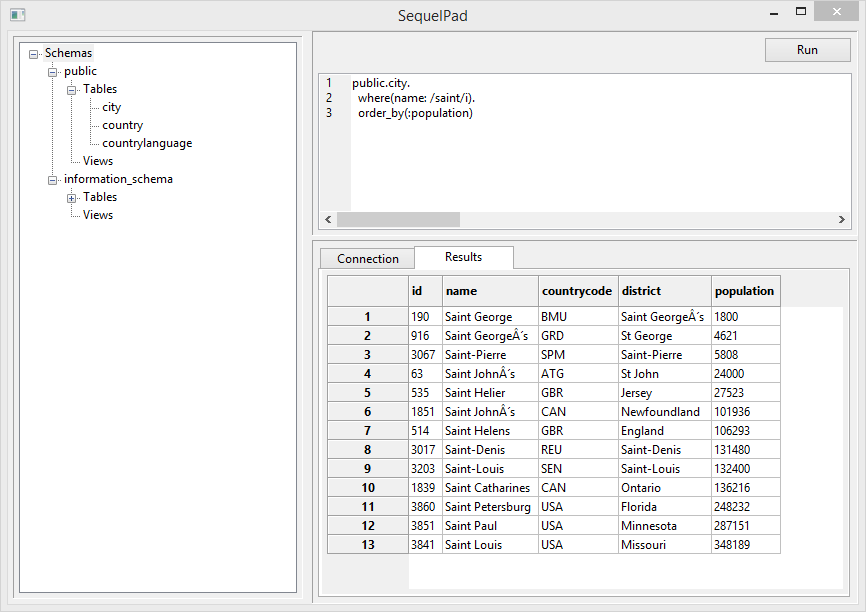 SequelPad
Schemas
public
Tables
city
country
countrylanguage
Views
information_schema
Tables
Views
Run
1 public.city.
2 where(name: /saint/i).
3 order_by(:population)
Connection Results
id name countrycode district population
1 190 Saint George BMU Saint GeorgeÂ´s 1800
2 916 Saint GeorgeÂ´s GRD St George 4621
3 3067 Saint-Pierre SPM Saint-Pierre 5808
4 63 Saint JohnÂ´s ATG St John 24000
5 535 Saint Helier GBR Jersey 27523
6 1851 Saint JohnÂ´s CAN Newfoundland 101936
7 514 Saint Helens GBR England 106293
8 3017 Saint-Denis REU Saint-Denis 131480
9 3203 Saint-Louis SEN Saint-Louis 132400
10 1839 Saint Catharines CAN Ontario 136216
11 3860 Saint Petersburg USA Florida 248232
12 3851 Saint Paul USA Minnesota 287151
13 3841 Saint Louis USA Missouri 348189